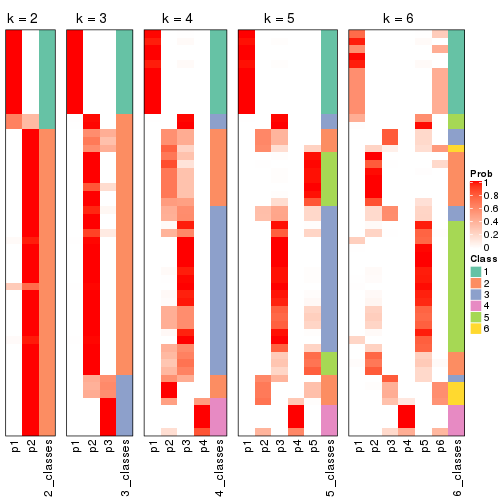 k = 2
k = 3
k = 4
k = 5
k = 6
p1
p2
2_classes
p1
p2
p3
3_classes
p1
p2
p3
p4
4_classes
p1
p2
p3
p4
p5
5_classes
p1
p2
p3
p4
p5
p6
6_classes
Prob
1
0.8
0.6
0.4
0.2
0
Class
1
2
3
4
5
6